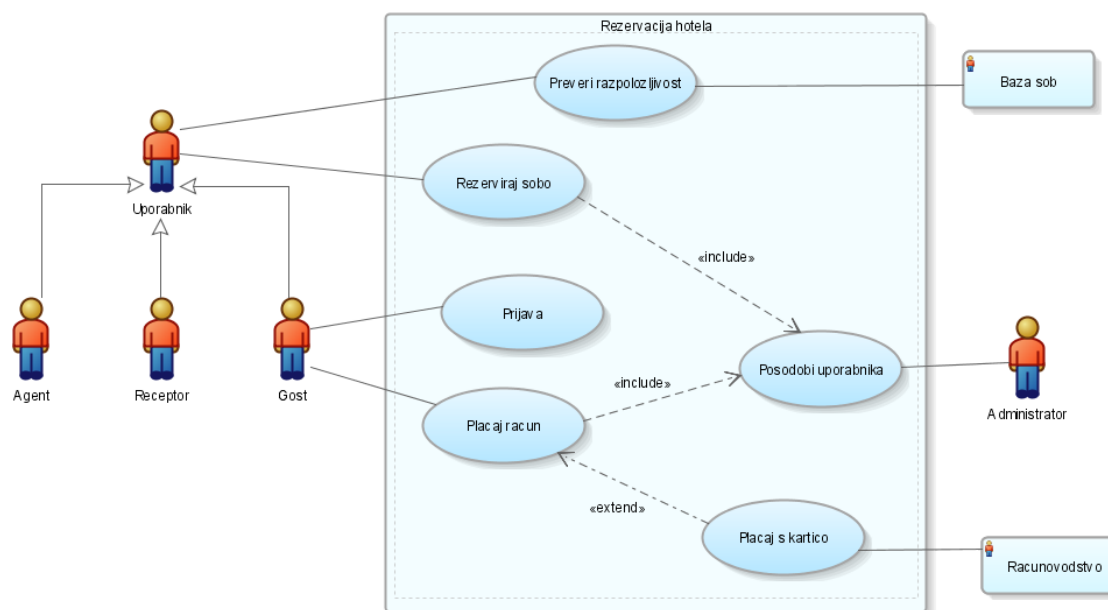 Rezervacija hotela
Preveri razpolozljivost
Baza sob
Uporabnik
Rezerviraj sobo
«include»
Prijava
Agent
Receptor
Gost
«include»
Posodobi uporabnika
Administrator
Placaj racun
«extend»
Placaj s kartico
Racunovodstvo